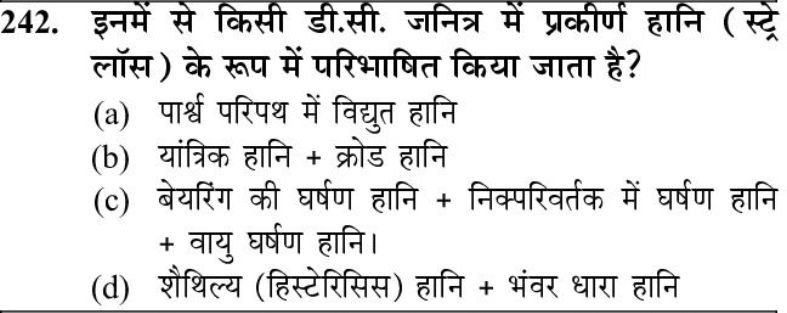 242. इनमें से किसी डी.सी. जनित्र में प्रकीर्ण हानि ( स्ट्रे
लॉस ) के रूप में परिभाषित किया जाता है?
(a) पार्श्व परिपथ में विद्युत हानि
(b) यांत्रिक हानि + क्रोड हानि
(c) बेयरिंग की घर्षण हानि + निक्परिवर्तक में घर्षण हानि
+ वायु घर्षण हानि।
(d) शैथिल्य (हिस्टेरिसिस) हानि + भंवर धारा हानि